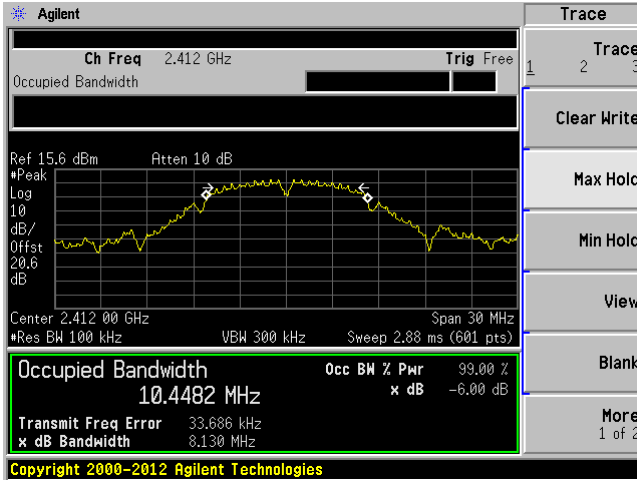 Agilent
Trace
Ch Freq 2.412 GHz Trig Free
Occupied Bandwidth
Trace
1 2 3
Clear Write
Max Hold
Min Hold
View
Blank
More
1 of 2
Ref 15.6 dBm Atten 10 dB
#Peak
Log
10
dB/
Offst
20.6
dB
Center 2.412 00 GHz Span 30 MHz
#Res BW 100 kHz VBW 300 kHz Sweep 2.88 ms (601 pts)
Occupied Bandwidth Occ BW % Pwr 99.00 %
10.4482 MHz x dB -6.00 dB
Transmit Freq Error 33.686 kHz
x dB Bandwidth 8.130 MHz
Copyright 2000-2012 Agilent Technologies